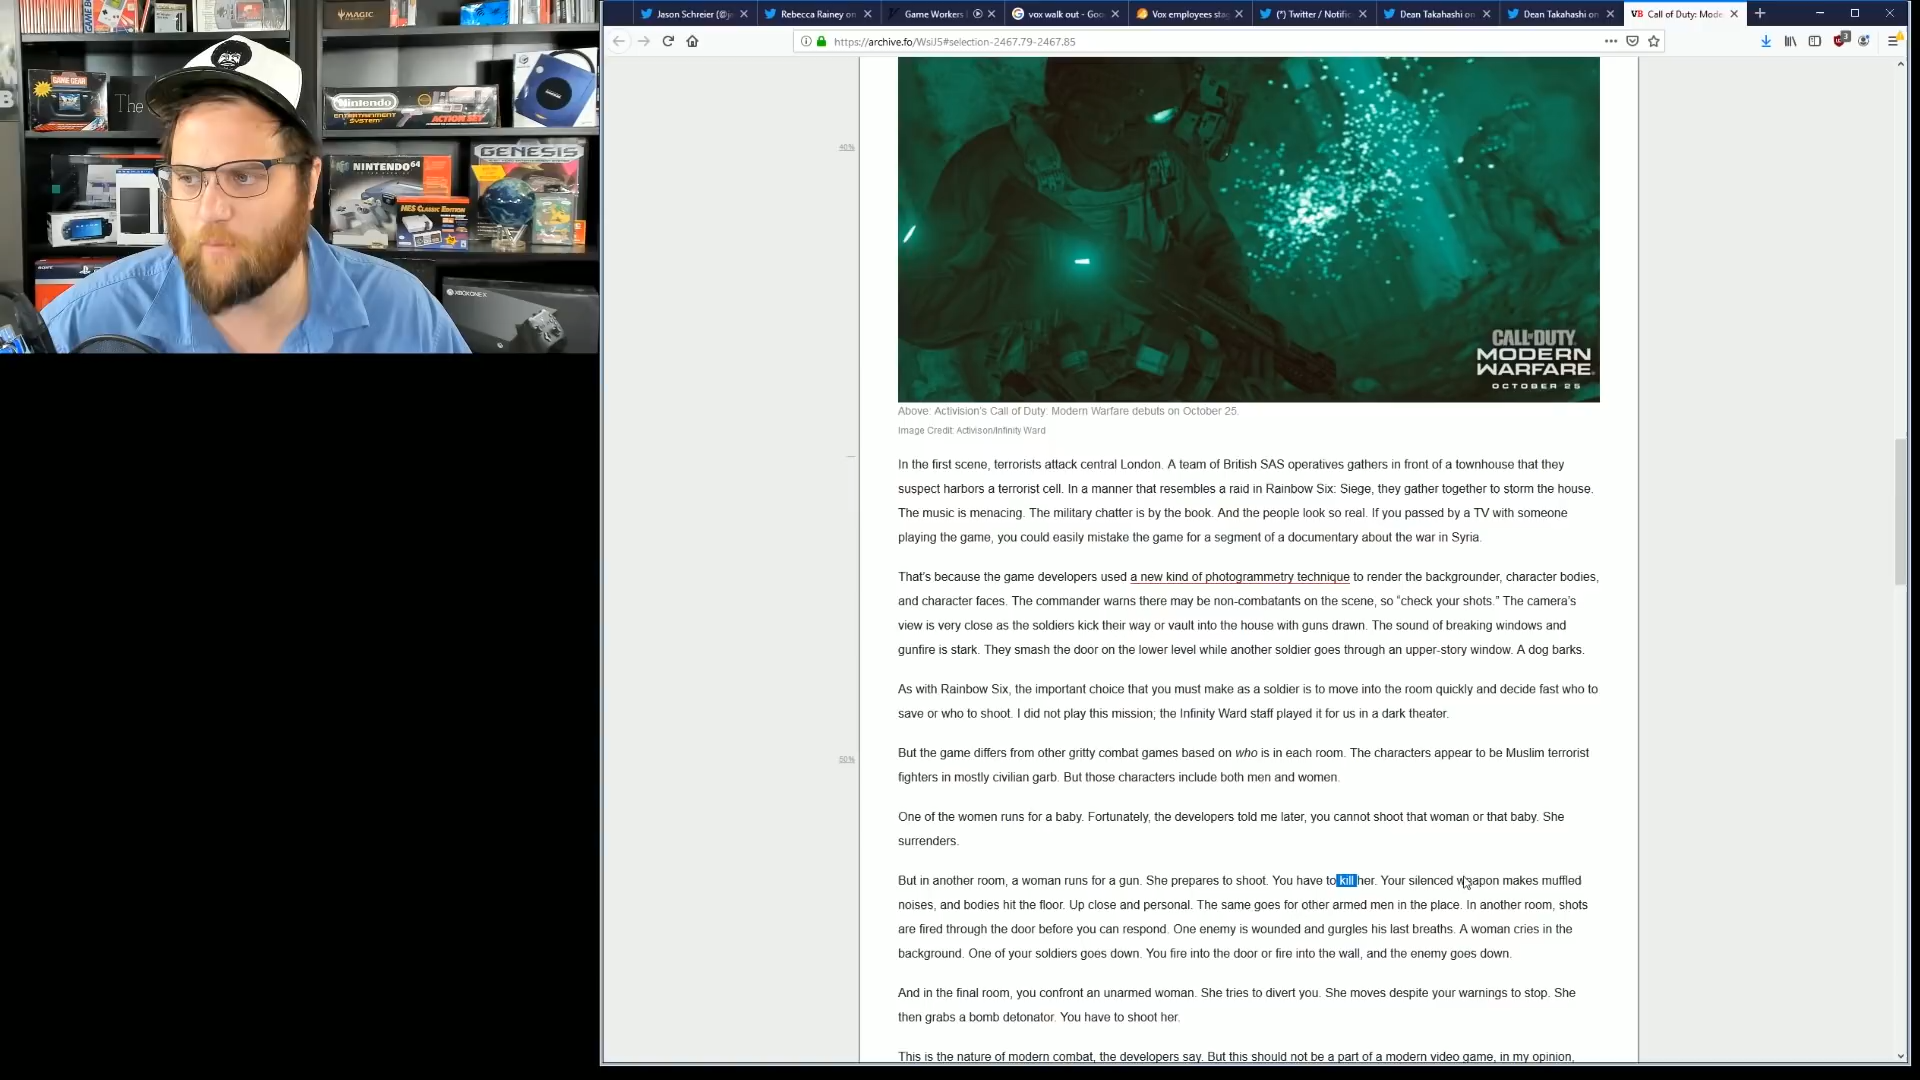 Jason Schreier (@j
Rebecca Rainey on
Game Workers
vox walk out - Goo
Vox employees sta
(*) Twitter / Notific
Dean Takahashi on
Dean Takahashi on
VB Call of Duty: Mode
https://archive.fo/WsiJ5#selection-2467.79-2467.85
GAME GEAR
The
MAGIC
Nintendo
ENTERTAINMENT
SYSTEM
ACTION SET
NINTENDO 64
GENESIS
NES CLASSIC EDITION
XBOX ONE X
40%
CALL OF DUTY
MODERN
WARFARE
OCTOBER 25
Above: Activision's Call of Duty: Modern Warfare debuts on October 25.
Image Credit: Activison/Infinity Ward
In the first scene, terrorists attack central London. A team of British SAS operatives gathers in front of a townhouse that they
suspect harbors a terrorist cell. In a manner that resembles a raid in Rainbow Six: Siege, they gather together to storm the house.
The music is menacing. The military chatter is by the book. And the people look so real. If you passed by a TV with someone
playing the game, you could easily mistake the game for a segment of a documentary about the war in Syria.
That's because the game developers used a new kind of photogrammetry technique to render the backgrounder, character bodies,
and character faces. The commander warns there may be non-combatants on the scene, so “check your shots.” The camera's
view is very close as the soldiers kick their way or vault into the house with guns drawn. The sound of breaking windows and
gunfire is stark. They smash the door on the lower level while another soldier goes through an upper-story window. A dog barks.
As with Rainbow Six, the important choice that you must make as a soldier is to move into the room quickly and decide fast who to
save or who to shoot. I did not play this mission; the Infinity Ward staff played it for us in a dark theater.
50%
But the game differs from other gritty combat games based on who is in each room. The characters appear to be Muslim terrorist
fighters in mostly civilian garb. But those characters include both men and women.
One of the women runs for a baby. Fortunately, the developers told me later, you cannot shoot that woman or that baby. She
surrenders.
But in another room, a woman runs for a gun. She prepares to shoot. You have to kill her. Your silenced weapon makes muffled
noises, and bodies hit the floor. Up close and personal. The same goes for other armed men in the place. In another room, shots
are fired through the door before you can respond. One enemy is wounded and gurgles his last breaths. A woman cries in the
background. One of your soldiers goes down. You fire into the door or fire into the wall, and the enemy goes down.
And in the final room, you confront an unarmed woman. She tries to divert you. She moves despite your warnings to stop. She
then grabs a bomb detonator. You have to shoot her.
This is the nature of modern combat, the developers say. But this should not be a part of a modern video game, in my opinion,